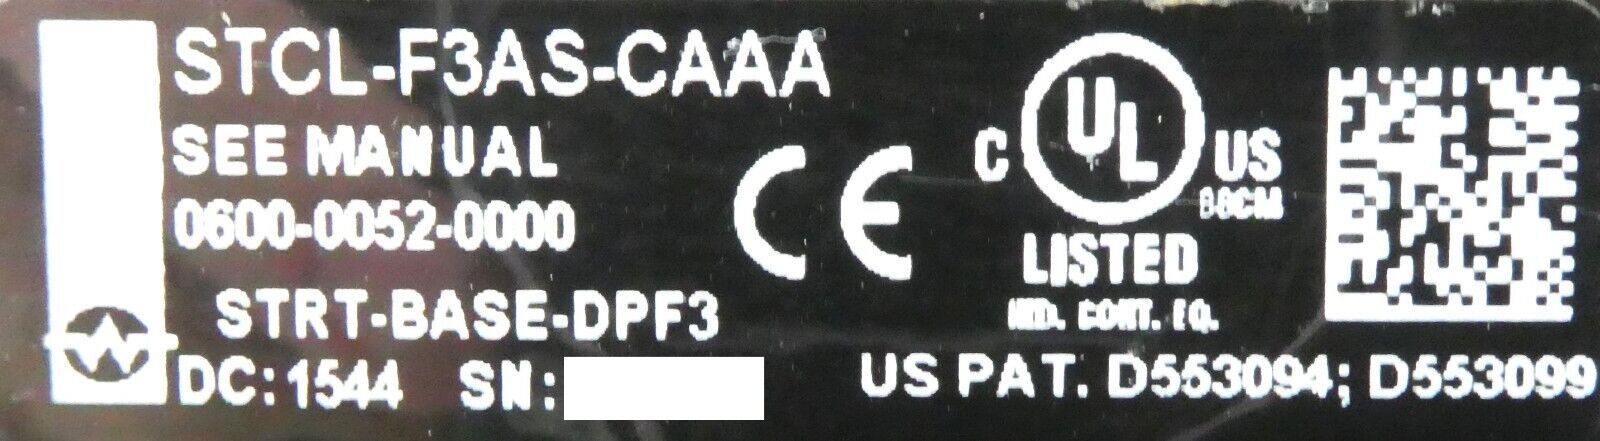 STCL-F3AS-CAAA
SEE MANUAL
0600-0052-0000
STRT-BASE-DPF3
DC:1544 SN:
CE
C UL US
LISTED
IND. CONT. EQ.
US PAT. D553094; D553099